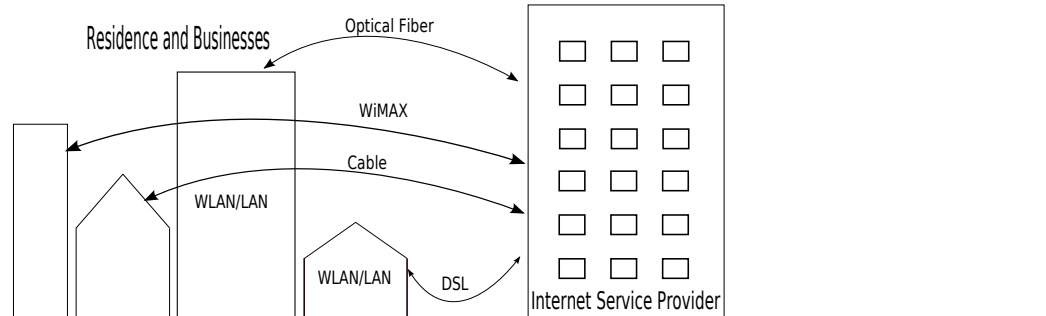 Optical Fiber
Residence and Businesses
WiMAX
Cable
WLAN/LAN
WLAN/LAN
DSL
Internet Service Provider